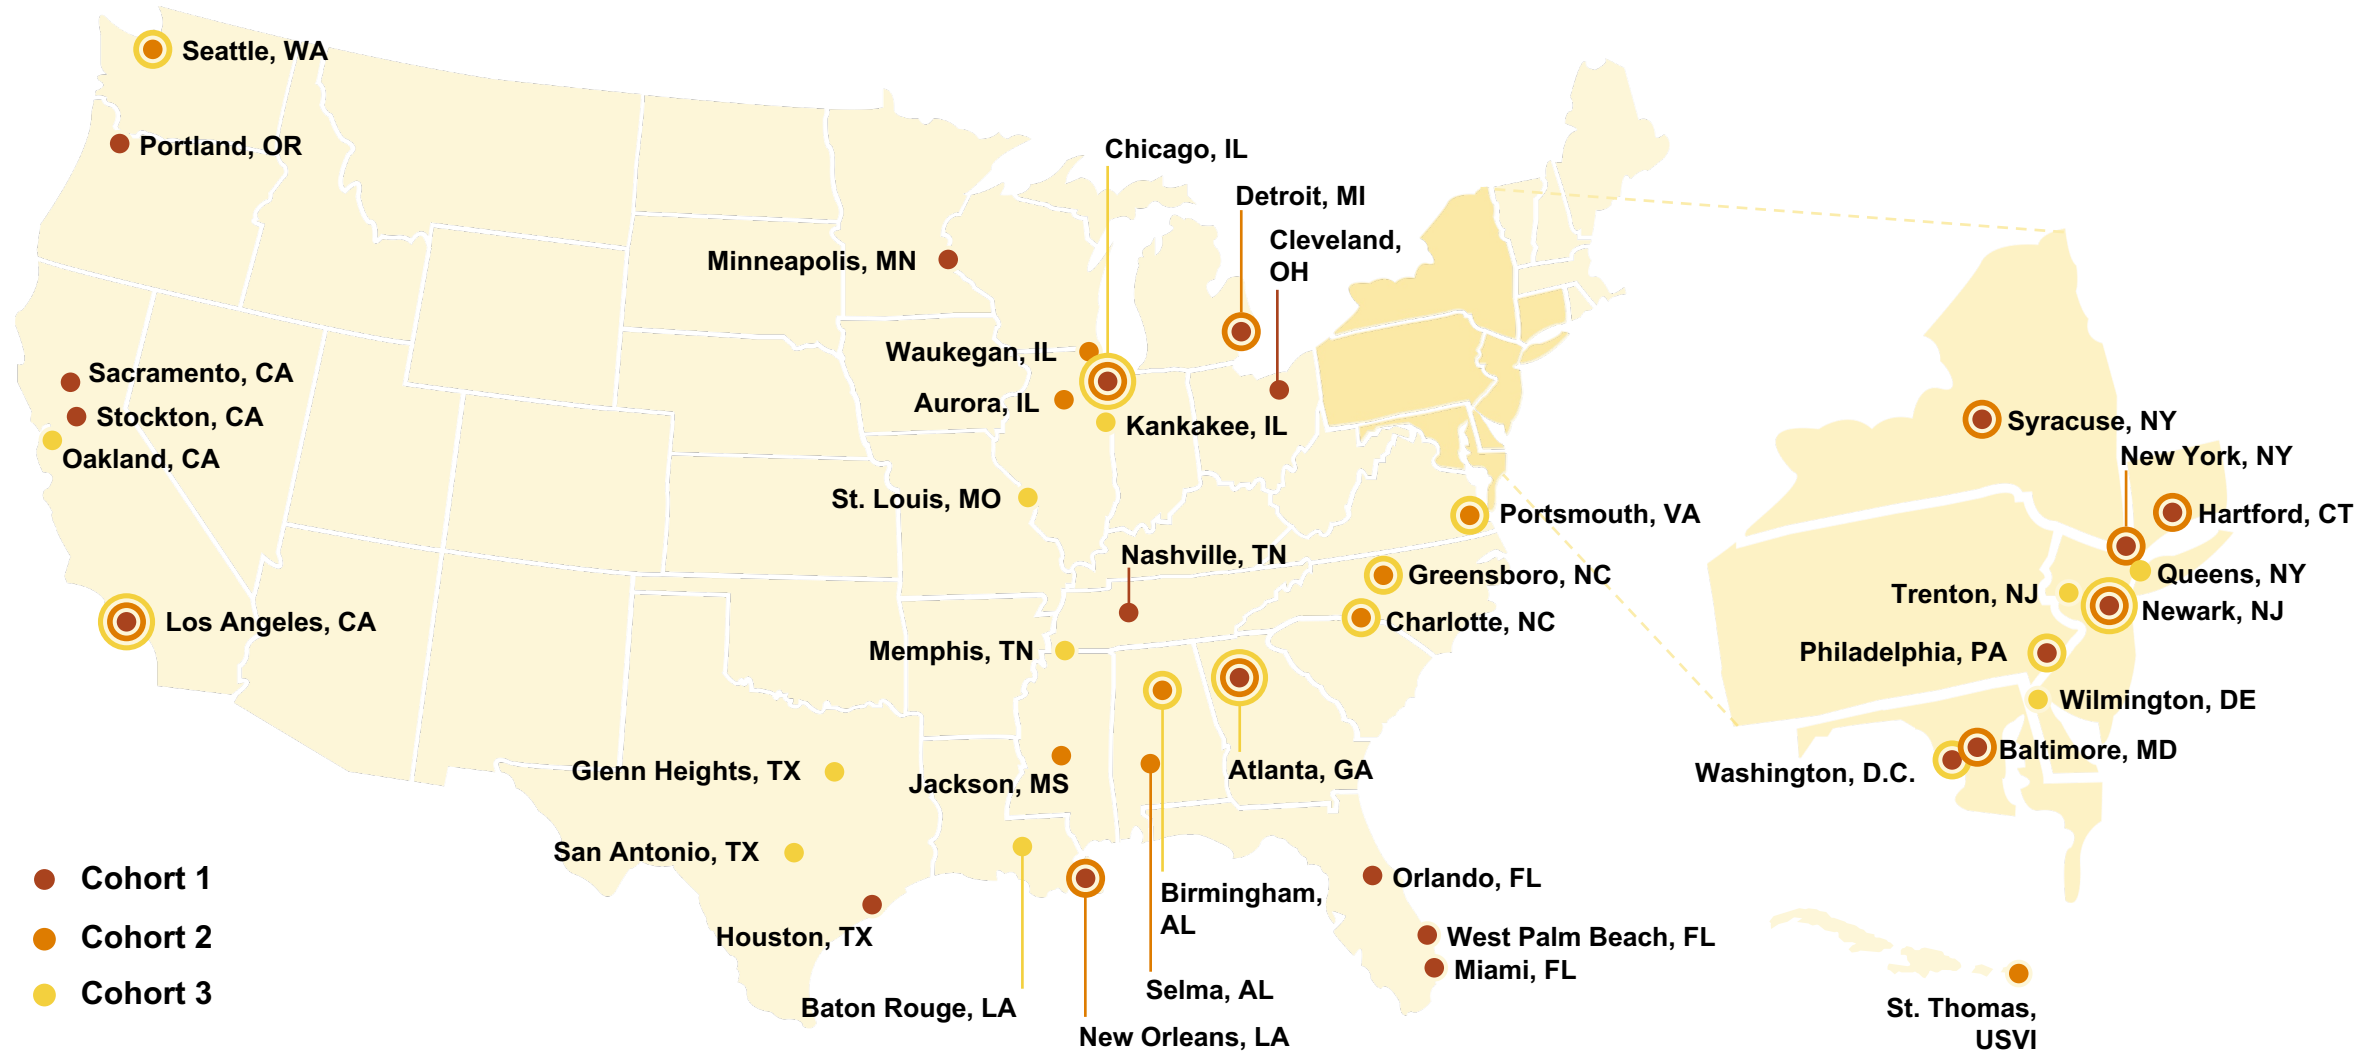 Seattle, WA
Portland, OR
Chicago, IL
Detroit, MI
Cleveland,
OH
Minneapolis, MN
Waukegan, IL
Aurora, IL
Kankakee, IL
Sacramento, CA
Stockton, CA
Oakland, CA
St. Louis, MO
Portsmouth, VA
Nashville, TN
Greensboro, NC
Charlotte, NC
Los Angeles, CA
Memphis, TN
Glenn Heights, TX
Jackson, MS
Atlanta, GA
San Antonio, TX
Houston, TX
Birmingham,
AL
Orlando, FL
West Palm Beach, FL
Miami, FL
Selma, AL
Baton Rouge, LA
New Orleans, LA
Syracuse, NY
New York, NY
Hartford, CT
Queens, NY
Trenton, NJ
Newark, NJ
Philadelphia, PA
Wilmington, DE
Baltimore, MD
Washington, D.C.
St. Thomas,
USVI
Cohort 1
Cohort 2
Cohort 3